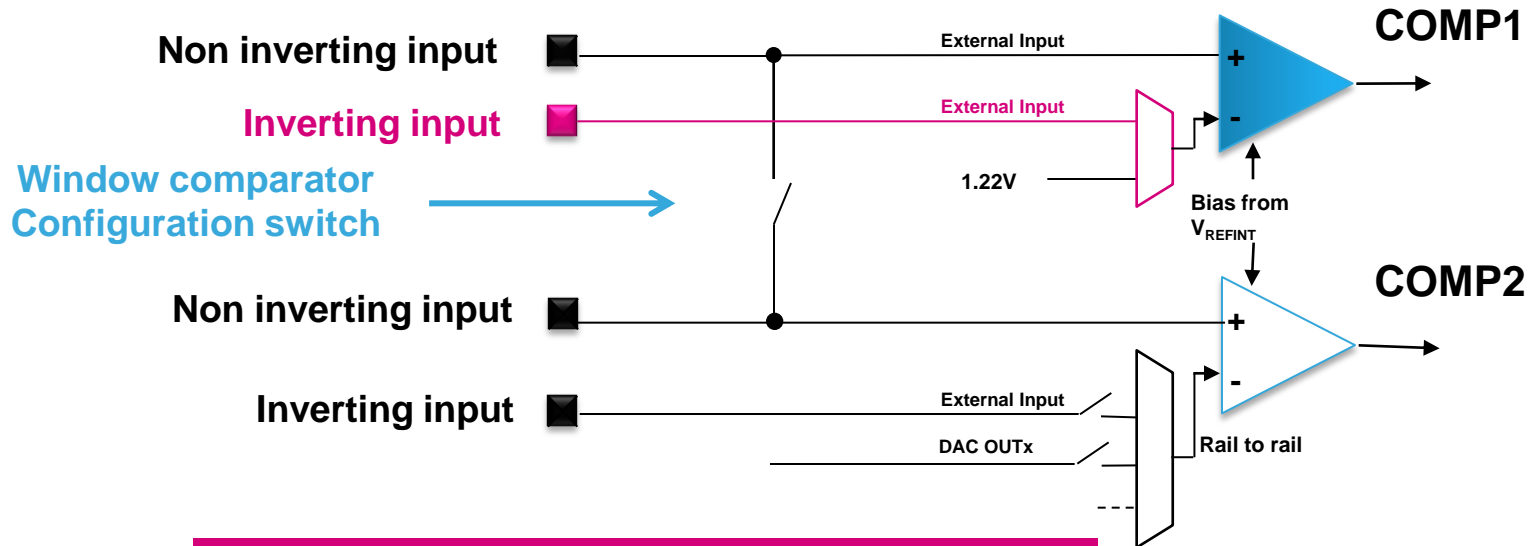 COMP1
Non inverting input
External Input
+
Inverting input
External Input
-
Window comparator
Configuration switch
1.22V
Bias from
VREFINT
COMP2
Non inverting input
+
-
Inverting input
External Input
DAC OUTx
Rail to rail